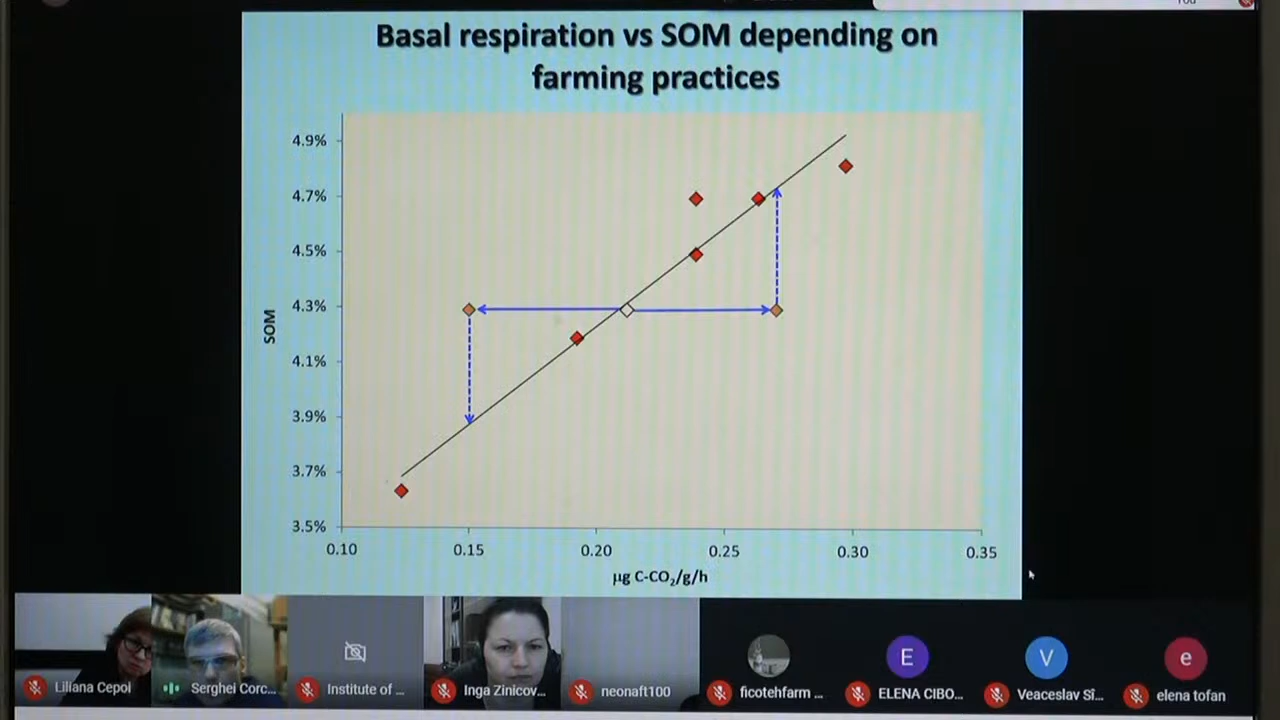 You
Basal respiration vs SOM depending on
farming practices
4.9%
4.7%
4.5%
4.3%
4.1%
3.9%
3.7%
3.5%
SOM
0.10 0.15 0.20 0.25 0.30 0.35
µg C-CO₂/g/h
Liliana Cepol
Serghei Corc...
Institute of ...
Inga Zinicov...
neonaft100
ficotehfarm ...
E
ELENA CIBO...
V
Veaceslav Sî...
e
elena tofan